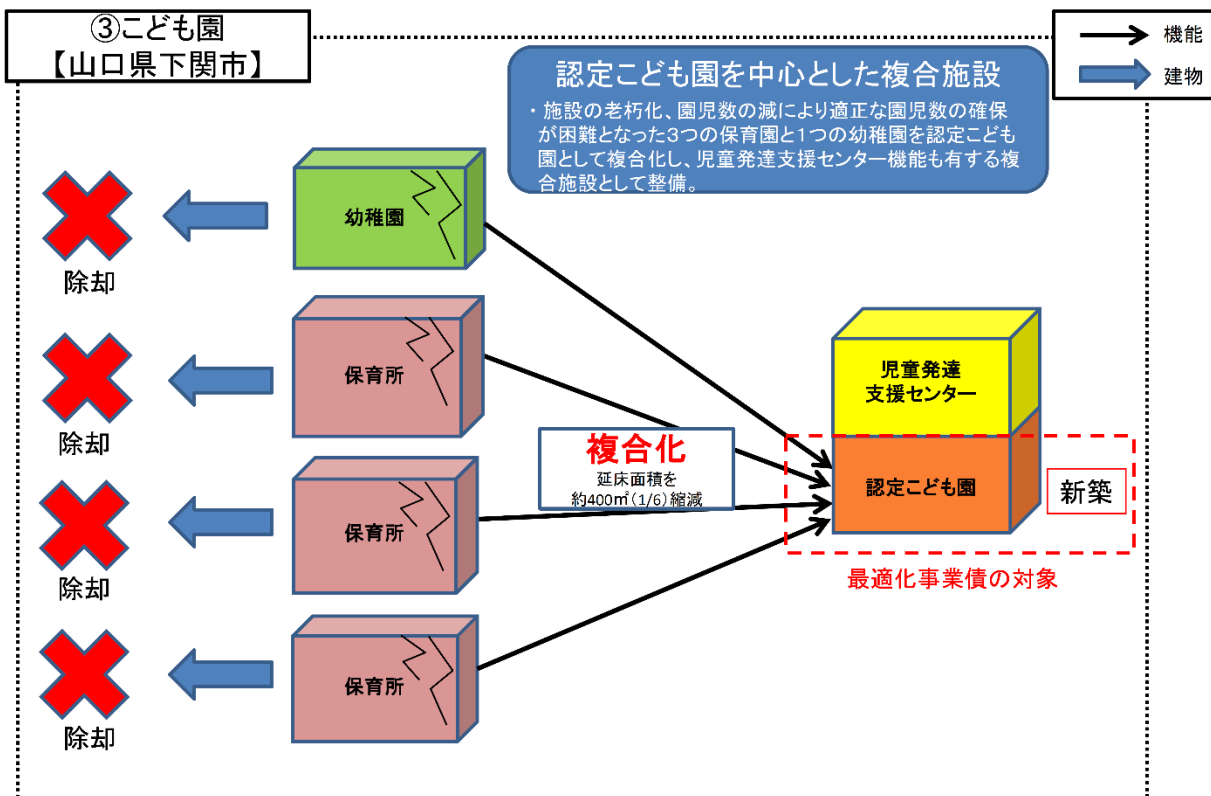 ③こども園
【山口県下関市】
機能
建物
認定こども園を中心とした複合施設
・施設の老朽化、園児数の減により適正な園児数の確保
が困難となった3つの保育園と1つの幼稚園を認定こども
園として複合化し、児童発達支援センター機能も有する複
合施設として整備。
幼稚園
除却
保育所
除却
保育所
除却
保育所
除却
複合化
延床面積を
約400㎡(1/6)縮減
児童発達
支援センター
認定こども園
新築
最適化事業債の対象